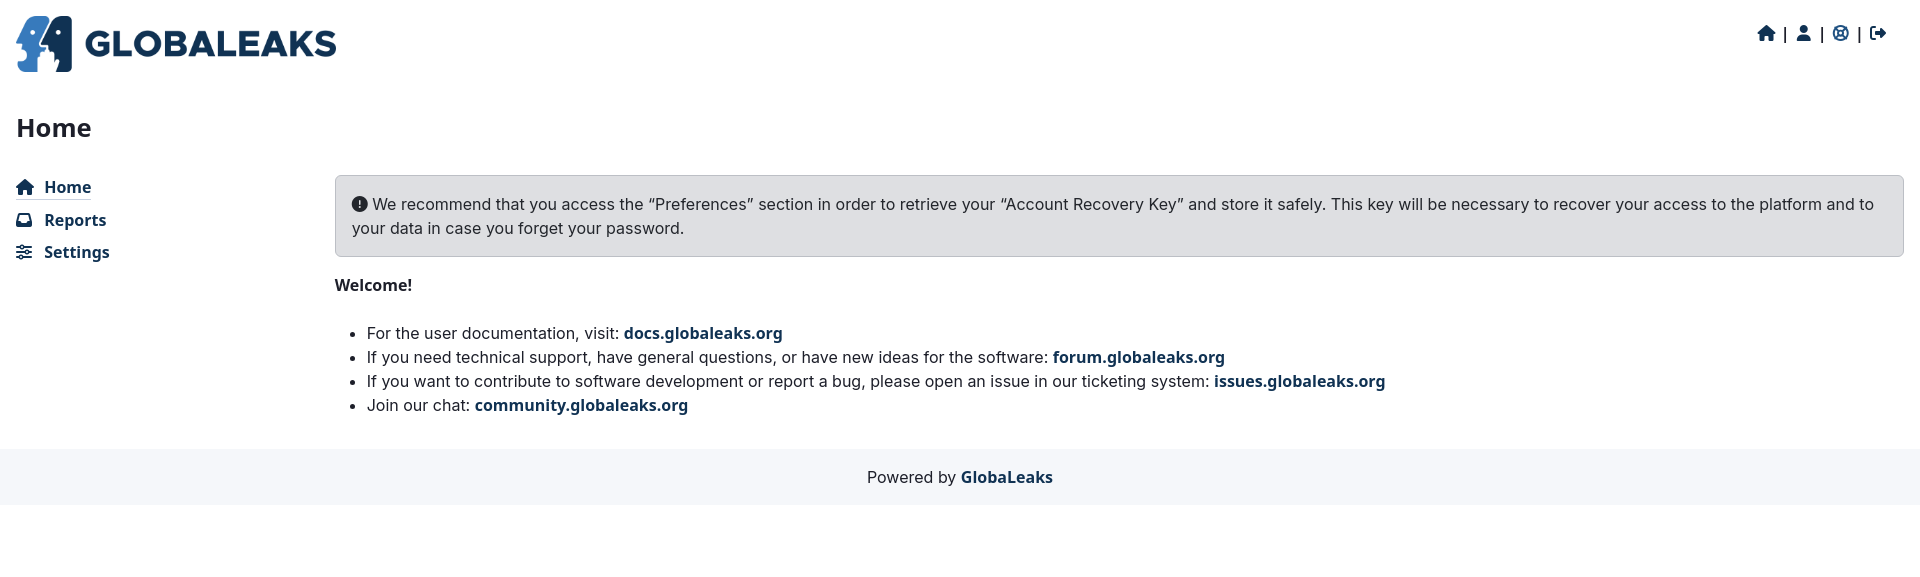 GLOBALEAKS
| | |
Home
Home
Reports
Settings
We recommend that you access the “Preferences” section in order to retrieve your “Account Recovery Key” and store it safely. This key will be necessary to recover your access to the platform and to
your data in case you forget your password.
Welcome!
• For the user documentation, visit: docs.globaleaks.org
• If you need technical support, have general questions, or have new ideas for the software: forum.globaleaks.org
• If you want to contribute to software development or report a bug, please open an issue in our ticketing system: issues.globaleaks.org
• Join our chat: community.globaleaks.org
Powered by GlobaLeaks